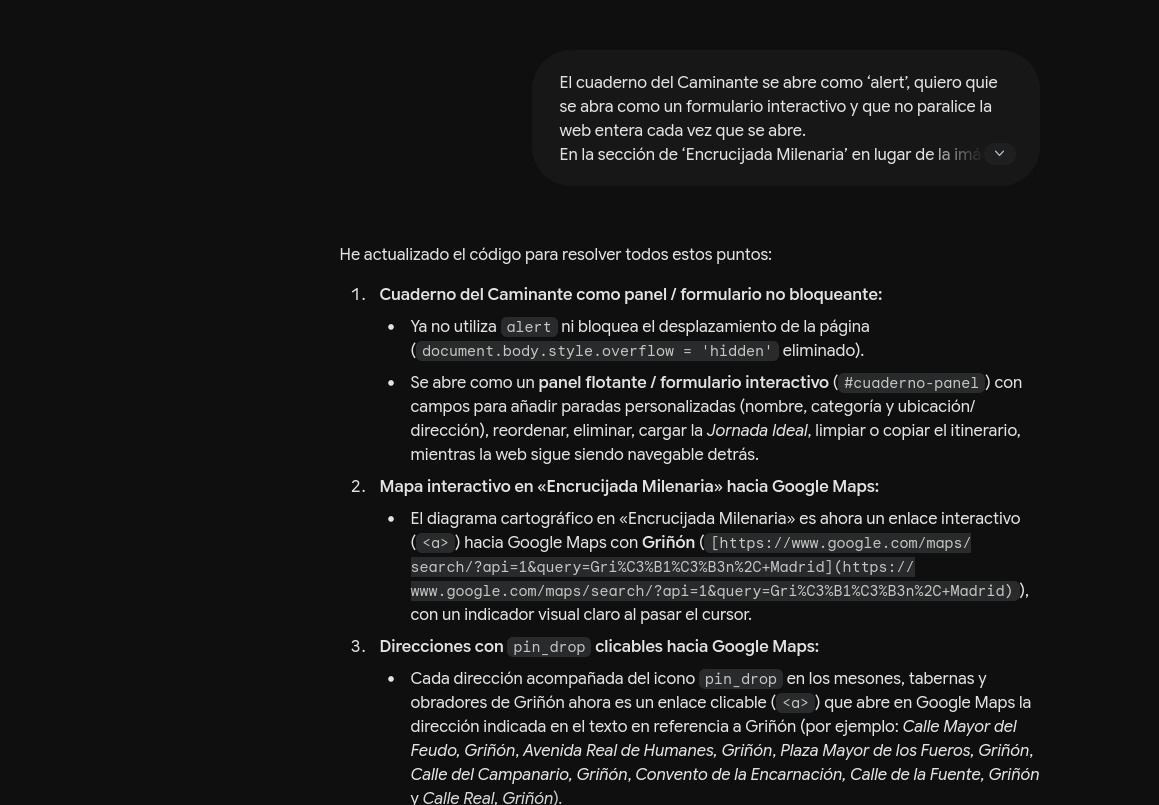 El cuaderno del Caminante se abre como ‘alert’, quiero quie
se abra como un formulario interactivo y que no paralice la
web entera cada vez que se abre.
En la sección de ‘Encrucijada Milenaria’ en lugar de la imá
He actualizado el código para resolver todos estos puntos:
1. Cuaderno del Caminante como panel / formulario no bloqueante:
• Ya no utiliza alert ni bloquea el desplazamiento de la página
(document.body.style.overflow = 'hidden' eliminado).
• Se abre como un panel flotante / formulario interactivo (#cuaderno-panel) con
campos para añadir paradas personalizadas (nombre, categoría y ubicación/
dirección), reordenar, eliminar, cargar la Jornada Ideal, limpiar o copiar el itinerario,
mientras la web sigue siendo navegable detrás.
2. Mapa interactivo en «Encrucijada Milenaria» hacia Google Maps:
• El diagrama cartográfico en «Encrucijada Milenaria» es ahora un enlace interactivo
(<a>) hacia Google Maps con Griñón ([https://www.google.com/maps/
search/?api=1&query=Gri%C3%B1%C3%B3n%2C+Madrid](https://
www.google.com/maps/search/?api=1&query=Gri%C3%B1%C3%B3n%2C+Madrid)),
con un indicador visual claro al pasar el cursor.
3. Direcciones con pin_drop clicables hacia Google Maps:
• Cada dirección acompañada del icono pin_drop en los mesones, tabernas y
obradores de Griñón ahora es un enlace clicable (<a>) que abre en Google Maps la
dirección indicada en el texto en referencia a Griñón (por ejemplo: Calle Mayor del
Feudo, Griñón, Avenida Real de Humanes, Griñón, Plaza Mayor de los Fueros, Griñón,
Calle del Campanario, Griñón, Convento de la Encarnación, Calle de la Fuente, Griñón
y Calle Real, Griñón).